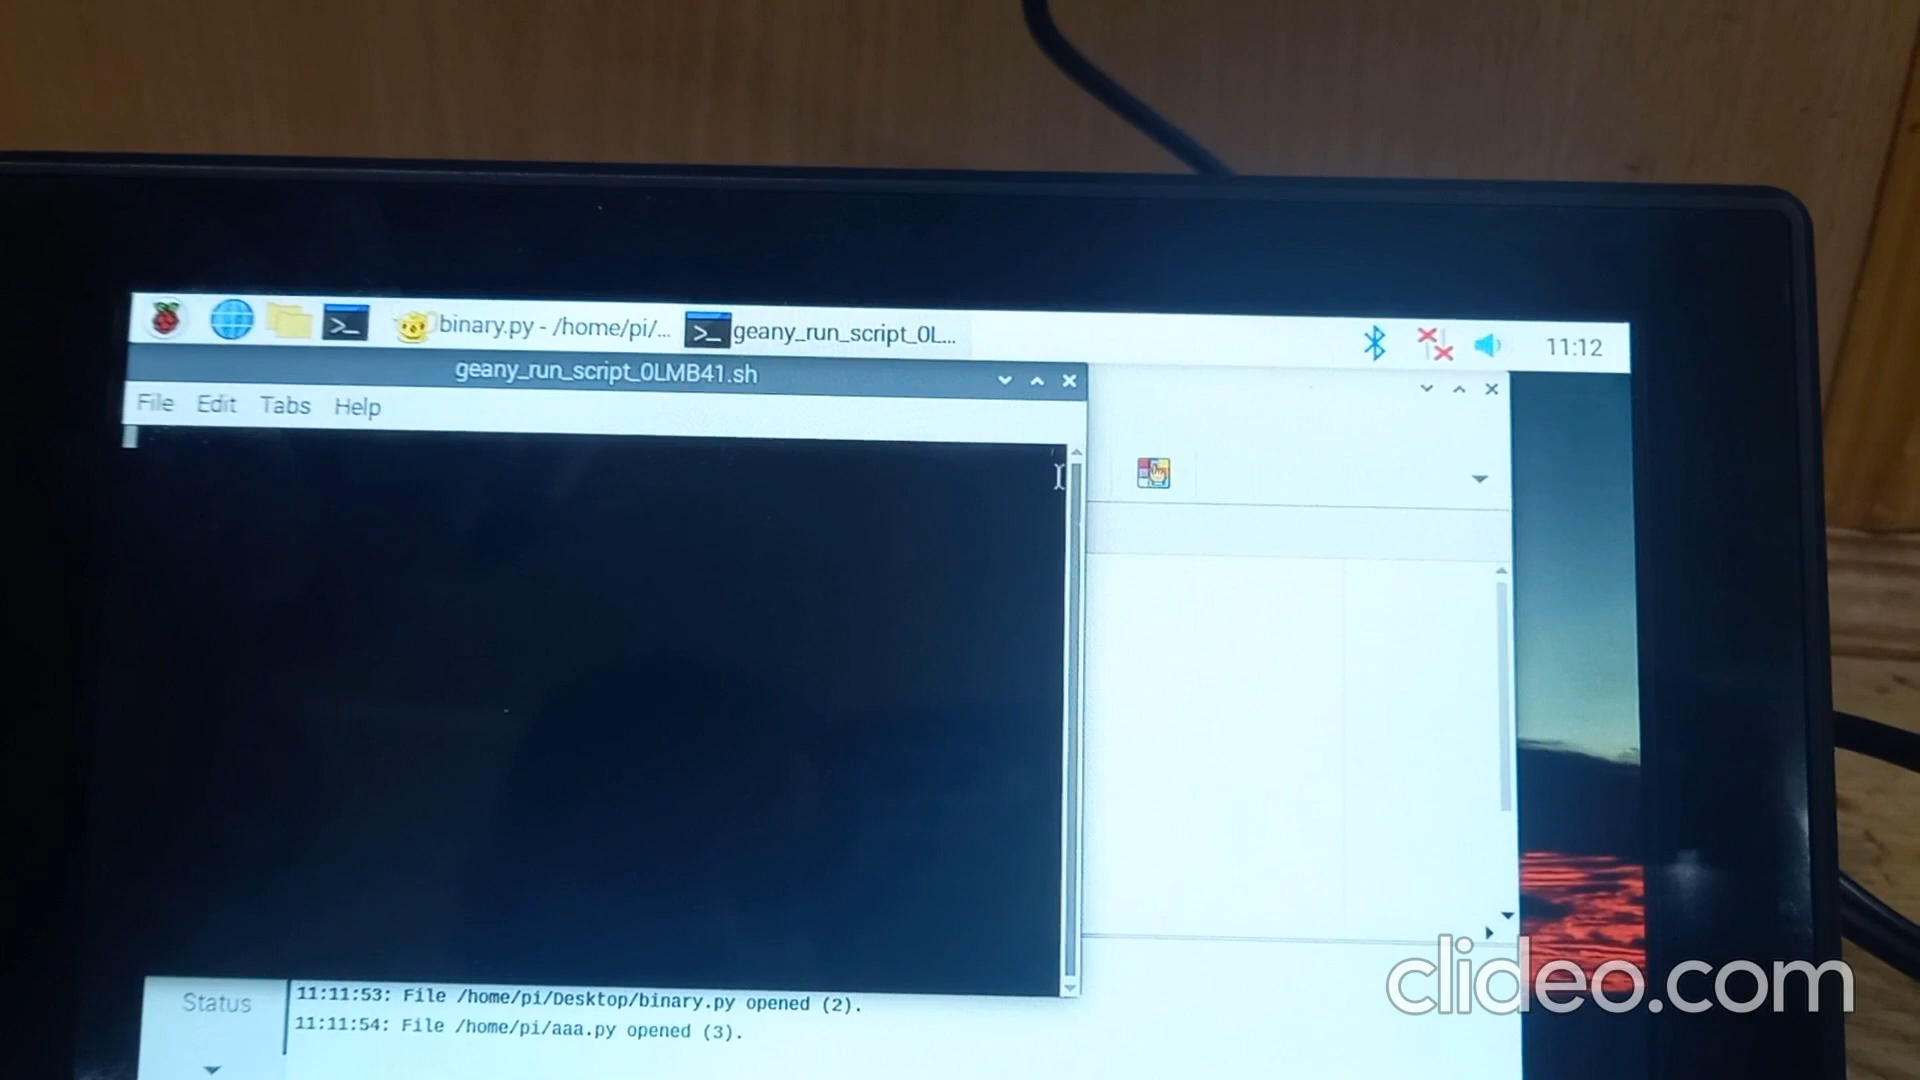 binary.py - /home/pi/...
geany_run_script_0L...
11:12
geany_run_script_0LMB41.sh
File Edit Tabs Help
Status
11:11:53: File /home/pi/Desktop/binary.py opened (2).
11:11:54: File /home/pi/aaa.py opened (3).
clideo.com